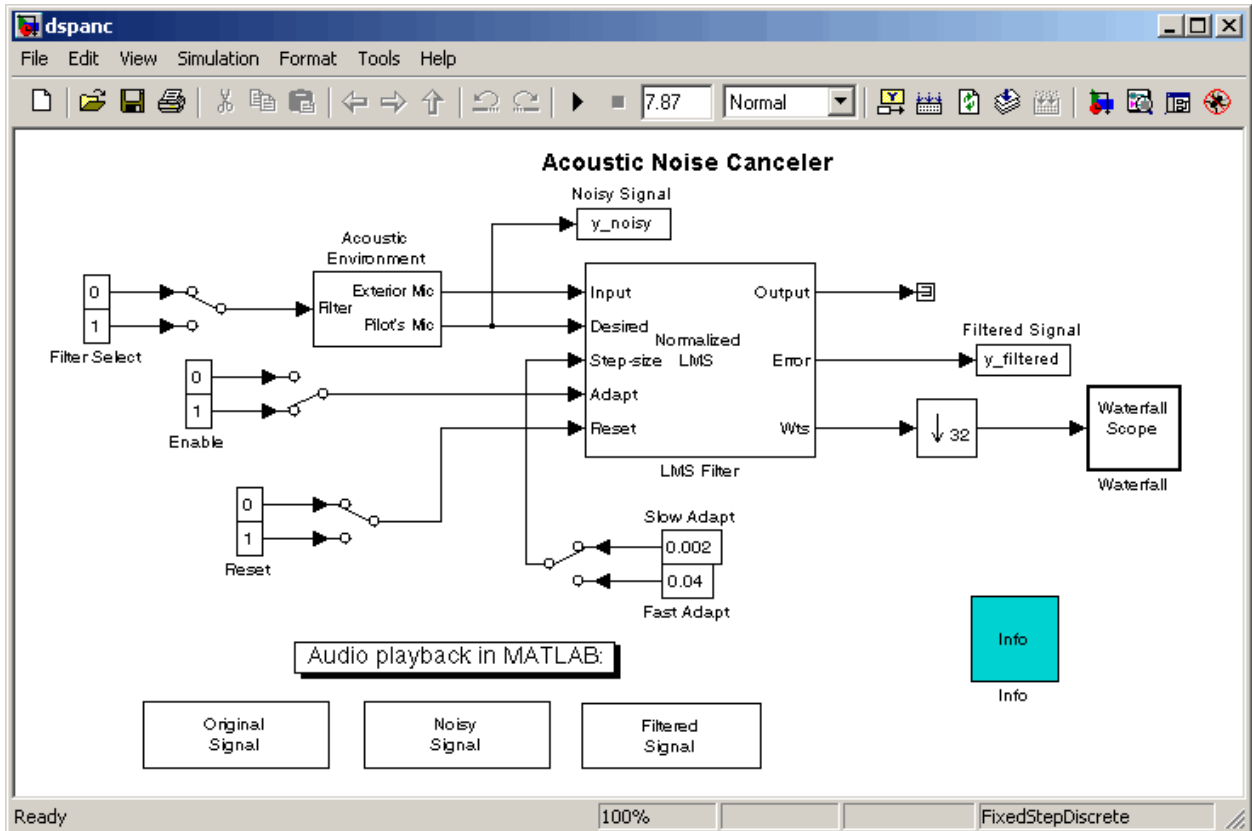 dspanc
File Edit View Simulation Format Tools Help
7.87 Normal
Acoustic Noise Canceler
Noisy Signal
y_noisy
Acoustic
Environment
Filter
Exterior Mic
Pilot's Mic
0
1
Filter Select
0
1
Enable
0
1
Reset
Input
Desired
Step-size
Adapt
Reset
Normalized
LMS
Output
Error
Wts
LMS Filter
Filtered Signal
y_filtered
32
Waterfall
Scope
Waterfall
Slow Adapt
0.002
0.04
Fast Adapt
Info
Info
Audio playback in MATLAB:
Original
Signal
Noisy
Signal
Filtered
Signal
Ready 100% FixedStepDiscrete